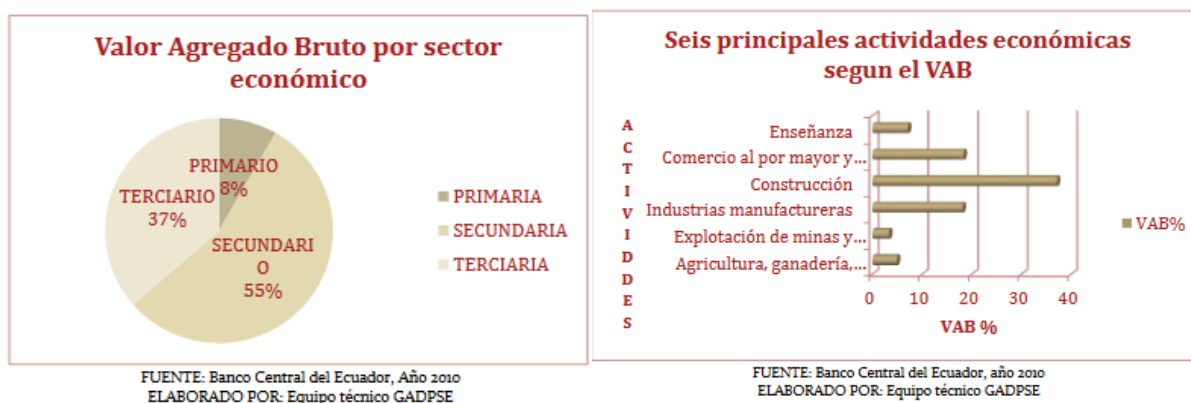 Valor Agregado Bruto por sector
económico
PRIMARIO
8%
TERCIARIO
37%
SECUNDARI
O
55%
PRIMARIA
SECUNDARIA
TERCIARIA
FUENTE: Banco Central del Ecuador, Año 2010
ELABORADO POR: Equipo técnico GADPSE
Seis principales actividades económicas
segun el VAB
A
C
T
I
V
I
D
D
E
S
Enseñanza
Comercio al por mayor y...
Construcción
Industrias manufactureras
Explotación de minas y...
Agricultura, ganadería,...
0 10 20 30 40
VAB %
VAB%
FUENTE: Banco Central del Ecuador, año 2010
ELABORADO POR: Equipo técnico GADPSE